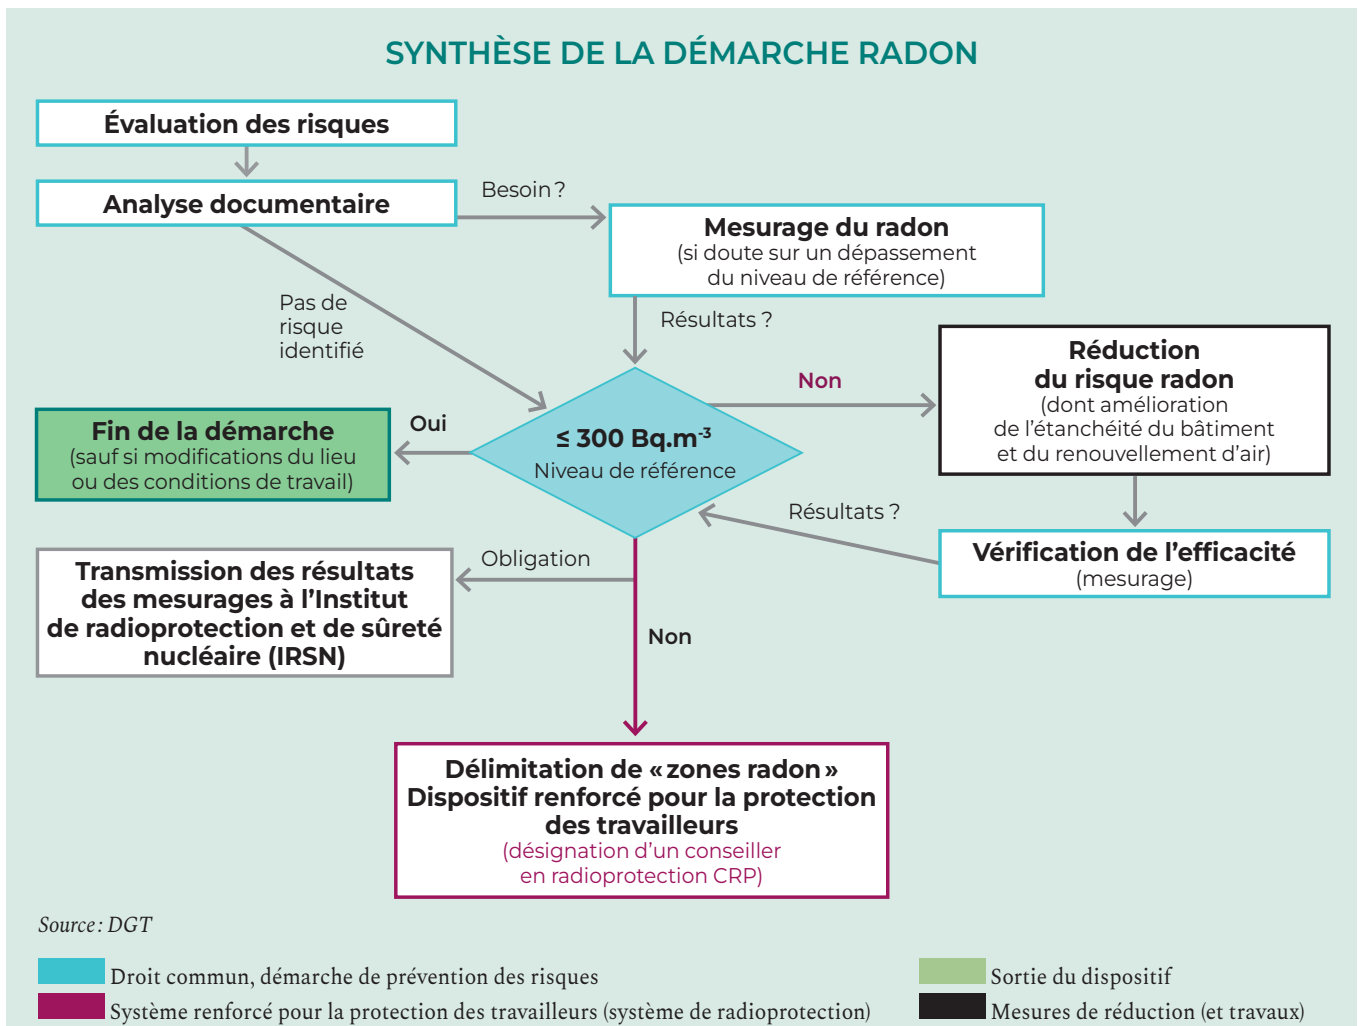 SYNTHÈSE DE LA DÉMARCHE RADON
Évaluation des risques
Analyse documentaire
Besoin ?
Mesurage du radon
(si doute sur un dépassement
du niveau de référence)
Pas de
risque
identifié
Résultats ?
Non
Réduction
du risque radon
(dont amélioration
de l’étanchéité du bâtiment
et du renouvellement d’air)
Fin de la démarche
(sauf si modifications du lieu
ou des conditions de travail)
Oui
≤ 300 Bq.m-3
Niveau de référence
Résultats ?
Vérification de l’efficacité
(mesurage)
Transmission des résultats
des mesurages à l’Institut
de radioprotection et de sûreté
nucléaire (IRSN)
Obligation
Non
Délimitation de « zones radon »
Dispositif renforcé pour la protection
des travailleurs
(désignation d’un conseiller
en radioprotection CRP)
Source : DGT
Droit commun, démarche de prévention des risques
Système renforcé pour la protection des travailleurs (système de radioprotection)
Sortie du dispositif
Mesures de réduction (et travaux)